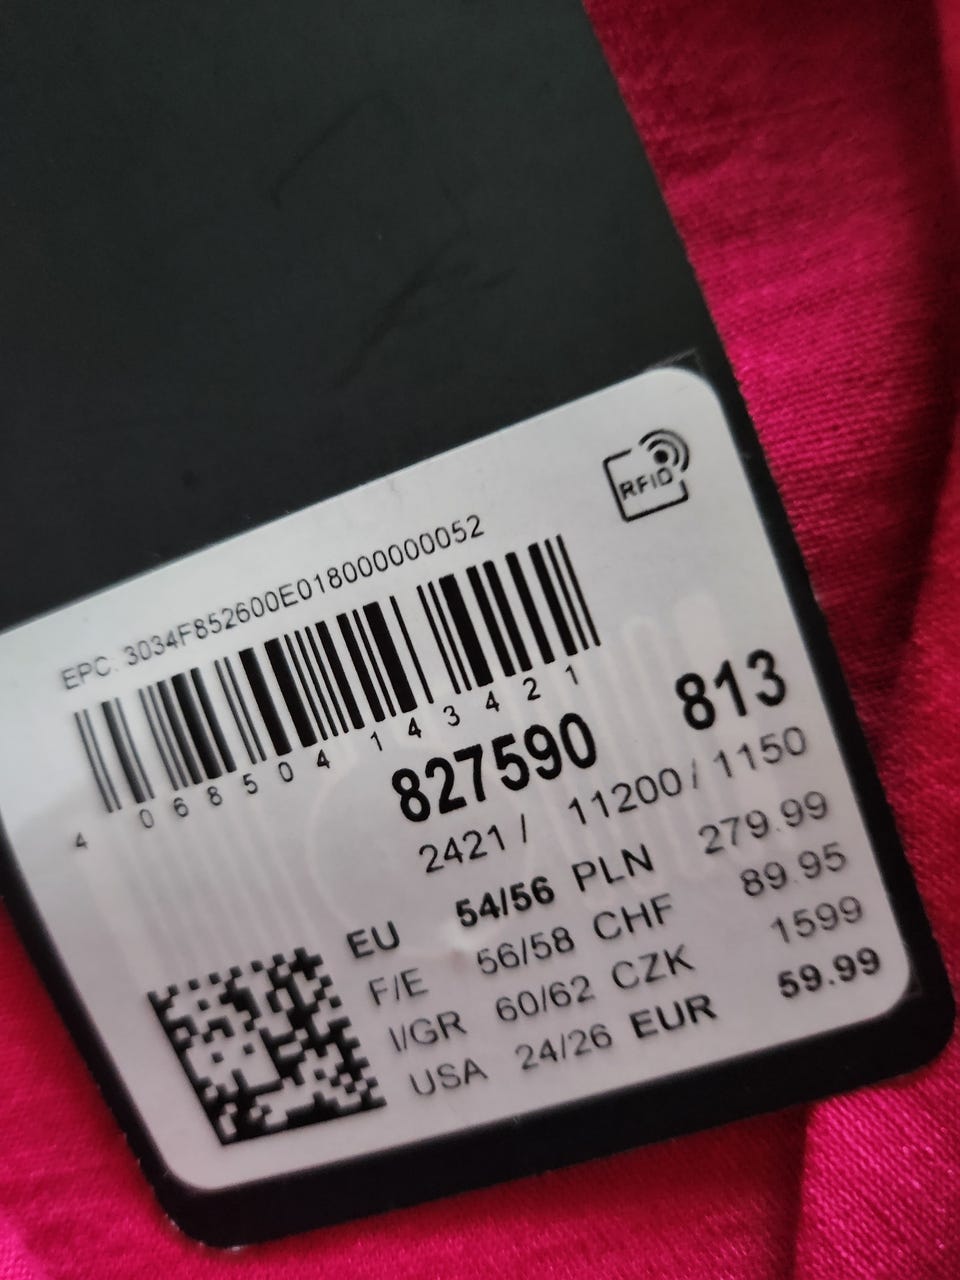 RFID
EPC: 3034F852600E018000000052
4 068504 143421
827590 813
2421 / 11200 / 1150
EU 54/56 PLN 279.99
F/E 56/58 CHF 89.95
I/GR 60/62 CZK 1599
USA 24/26 EUR 59.99